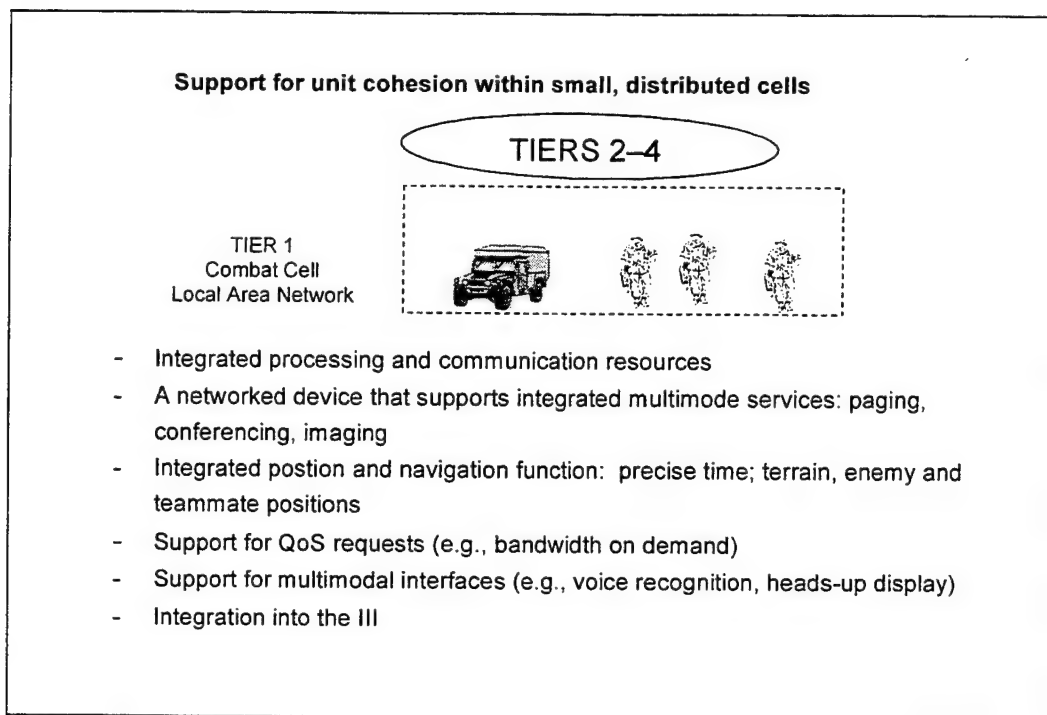 Support for unit cohesion within small, distributed cells
TIERS 2–4
TIER 1
Combat Cell
Local Area Network
- Integrated processing and communication resources
- A networked device that supports integrated multimode services: paging,
conferencing, imaging
- Integrated postion and navigation function: precise time; terrain, enemy and
teammate positions
- Support for QoS requests (e.g., bandwidth on demand)
- Support for multimodal interfaces (e.g., voice recognition, heads-up display)
- Integration into the III